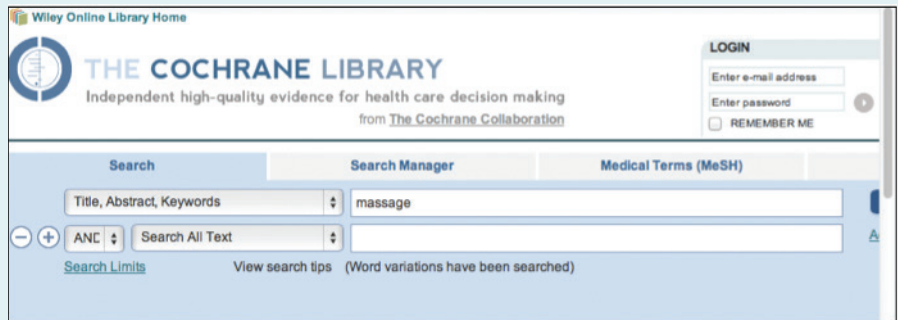 Wiley Online Library Home
LOGIN
THE COCHRANE LIBRARY
Enter e-mail address
Independent high-quality evidence for health care decision making
Enter password
from The Cochrane Collaboration
REMEMBER ME
Search Search Manager Medical Terms (MeSH)
Title, Abstract, Keywords massage
AND Search All Text
Search Limits View search tips (Word variations have been searched)